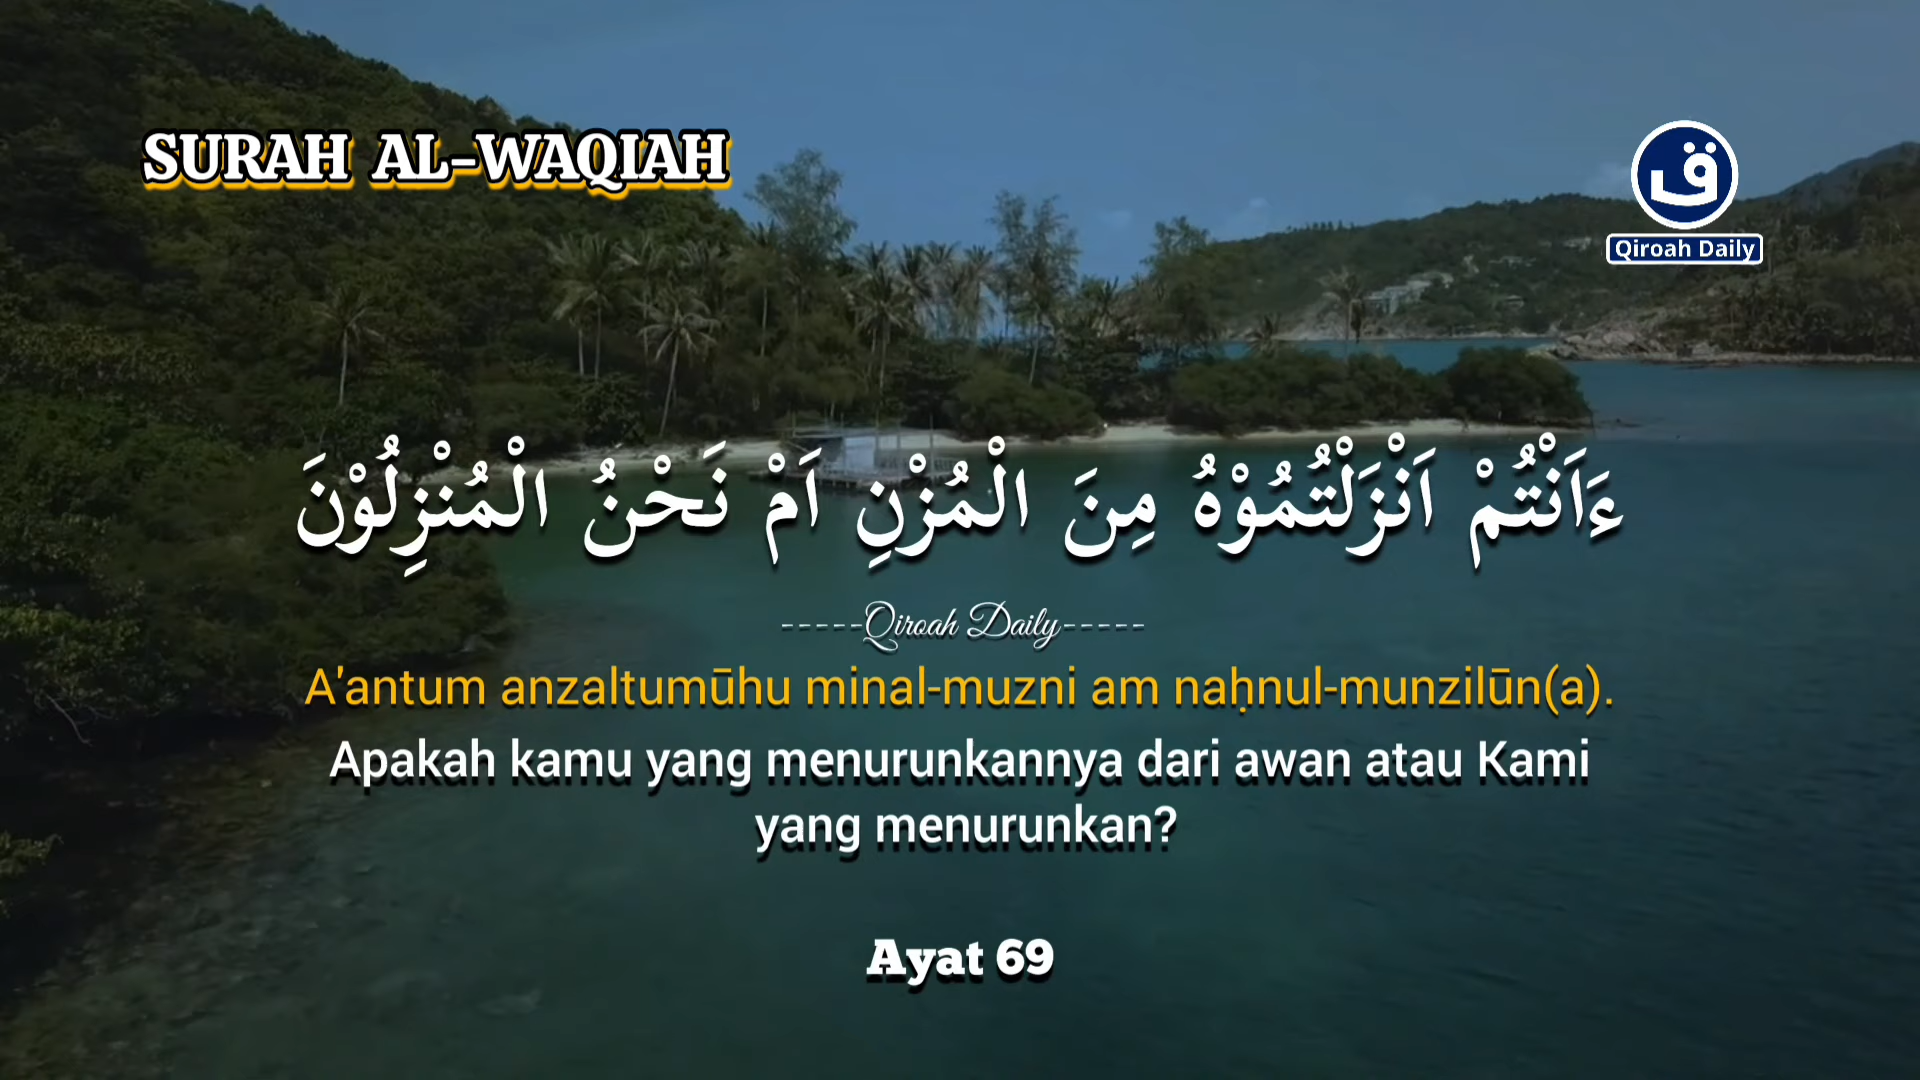 SURAH AL-WAQIAH
ق
Qiroah Daily
ءَاَنْتُمْ اَنْزَلْتُمُوْهُ مِنَ الْمُزْنِ اَمْ نَحْنُ الْمُنْزِلُوْنَ
-----Qiroah Daily-----
A'antum anzaltumūhu minal-muzni am naḥnul-munzilūn(a).
Apakah kamu yang menurunkannya dari awan atau Kami
yang menurunkan?
Ayat 69